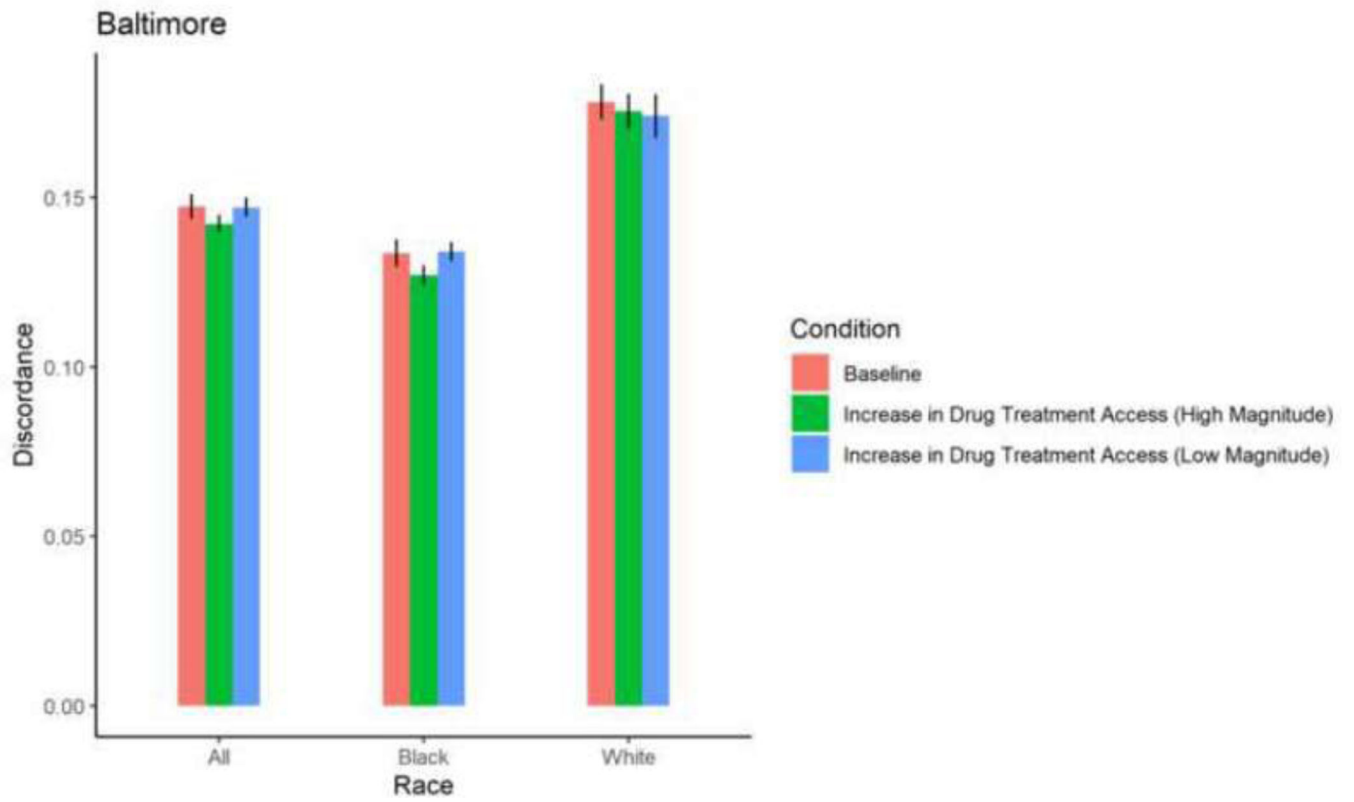 Baltimore
0.15
0.10
0.05
0.00
Discordance
All
Black
White
Race
Condition
Baseline
Increase in Drug Treatment Access (High Magnitude)
Increase in Drug Treatment Access (Low Magnitude)